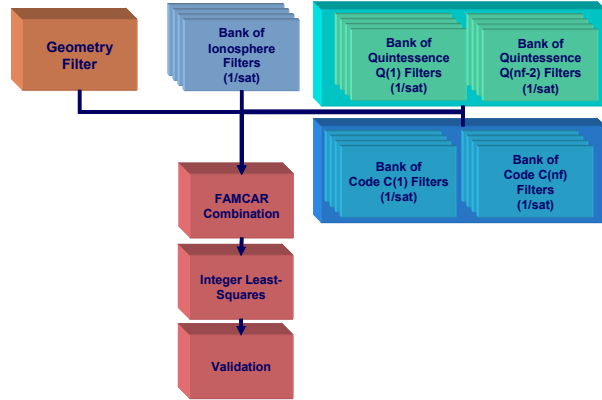 Geometry
Filter
Bank of
Ionosphere
Filters
(1/sat)
Bank of
Quintessence
Q(1) Filters
(1/sat)
Bank of
Quintessence
Q(nf-2) Filters
(1/sat)
Bank of
Code C(1) Filters
(1/sat)
Bank of
Code C(nf)
Filters
(1/sat)
FAMCAR
Combination
Integer Least-
Squares
Validation